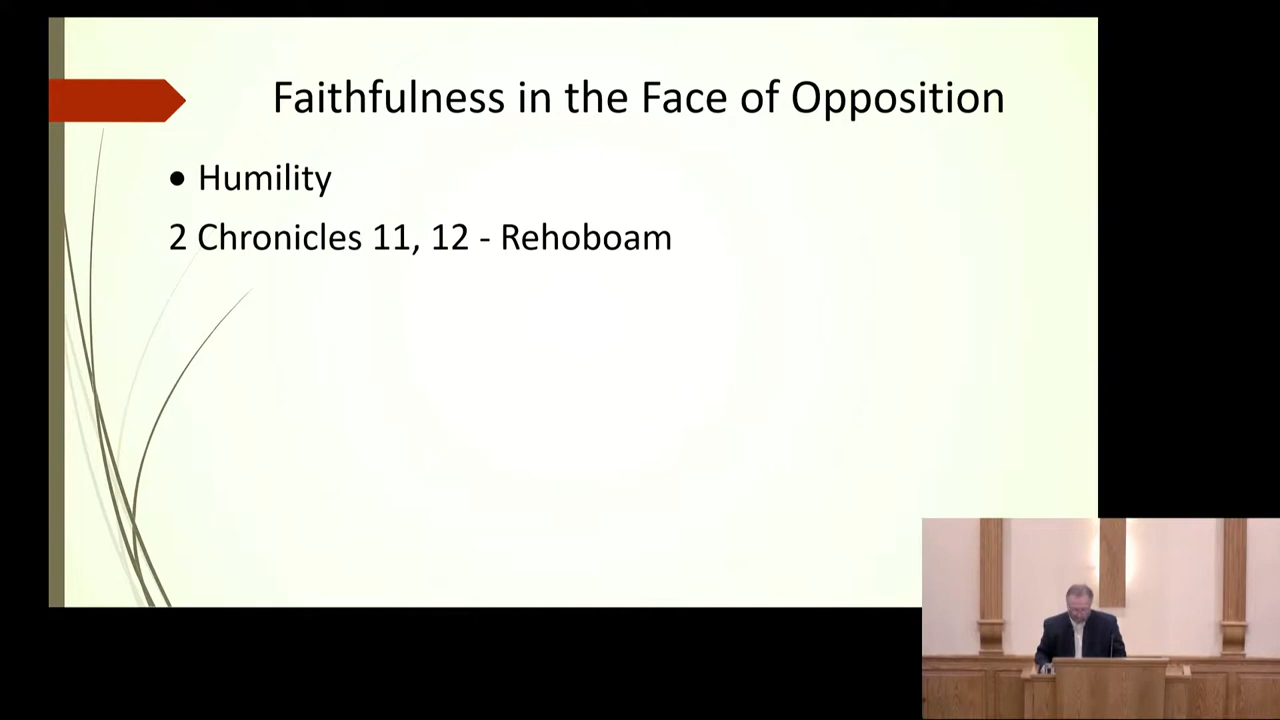 Faithfulness in the Face of Opposition
• Humility
2 Chronicles 11, 12 - Rehoboam